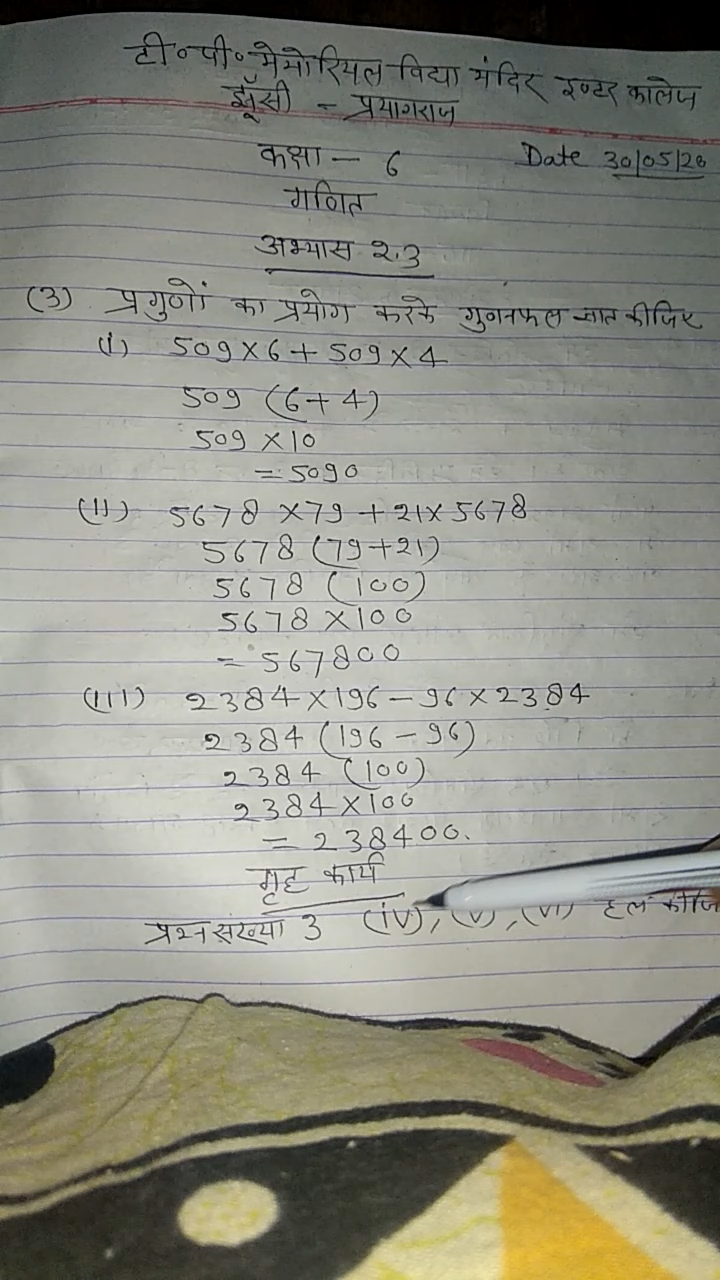 टी॰ पी॰ मेमोरियल विद्या मंदिर इण्टर कालेज
झूँसी - प्रयागराज
कक्षा - 6 Date 30/05/20
गणित
अभ्यास 2.3
(3) प्रगुणों का प्रयोग करके गुणनफल ज्ञात कीजिए
(i) 509×6 + 509×4
509 (6+4)
509 ×10
= 5090
(ii) 5678 ×79 + 21×5678
5678 (79+21)
5678 (100)
5678 ×100
= 567800
(iii) 2384×196 - 96×2384
2384 (196 - 96)
2384 (100)
2384×100
= 238400.
गृह कार्य
प्रश्न संख्या 3 (iv), (v), (vi) हल कीजि